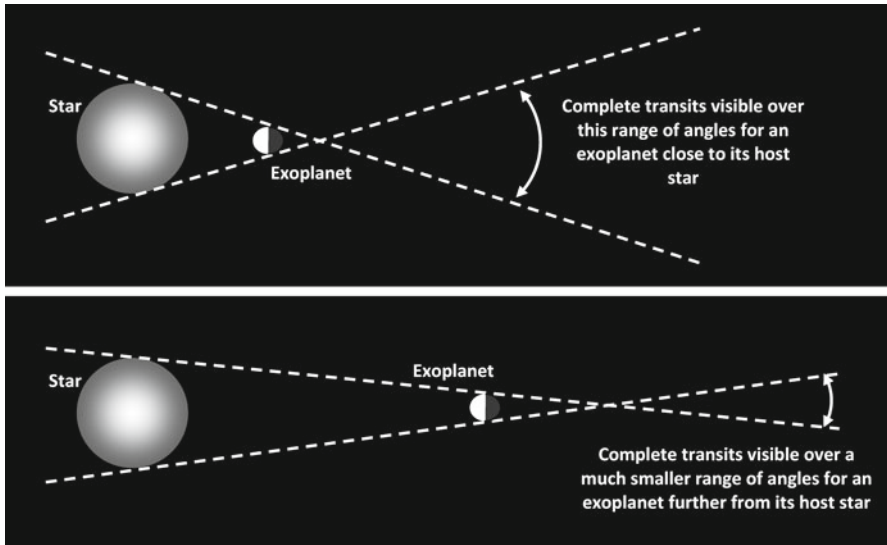 Star
Exoplanet
Complete transits visible over
this range of angles for an
exoplanet close to its host
star
Star
Exoplanet
Complete transits visible over a
much smaller range of angles for an
exoplanet further from its host star